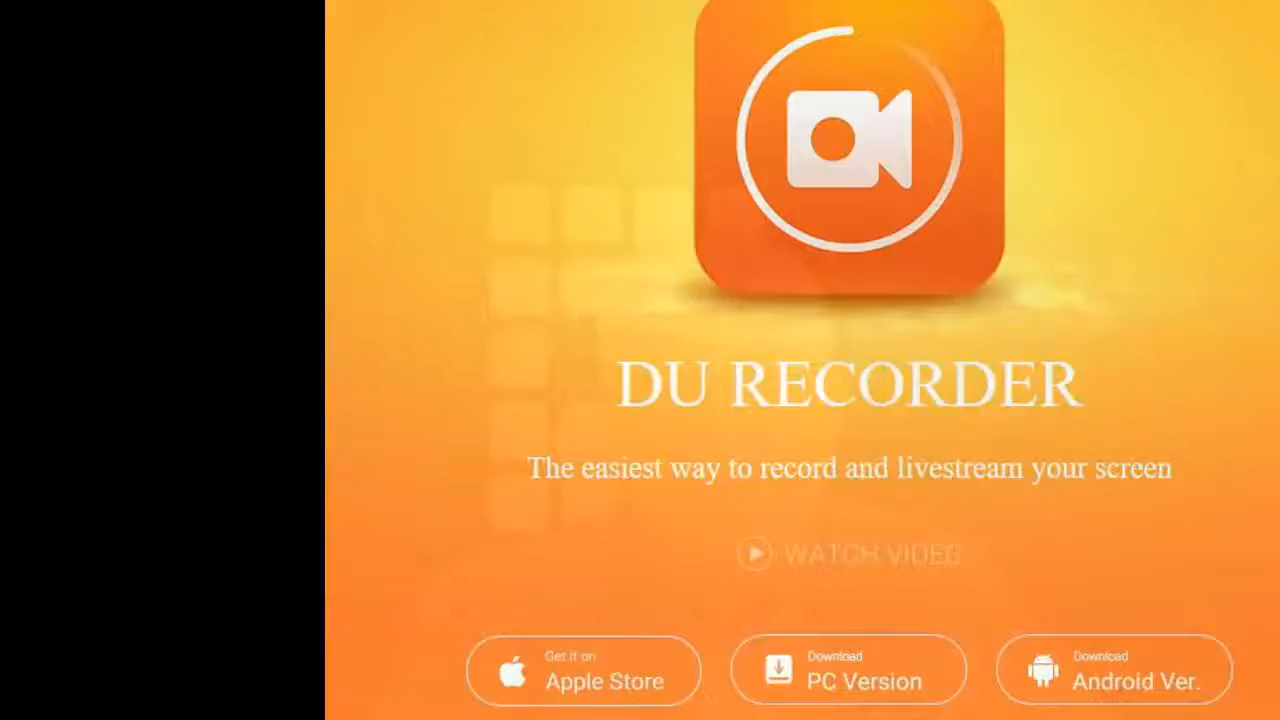 DU RECORDER
The easiest way to record and livestream your screen
WATCH VIDEO
Get it on
Apple Store
Download
PC Version
Download
Android Ver.